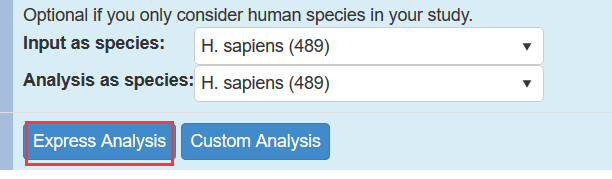 Optional if you only consider human species in your study.
Input as species: H. sapiens (489)
Analysis as species: H. sapiens (489)
Express Analysis Custom Analysis